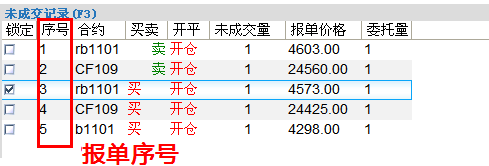 未成交记录(F3)
锁定 序号 合约 买卖 开平 未成交量 报单价格 委托量
1 rb1101 卖 开仓 1 4603.00 1
2 CF109 卖 开仓 1 24560.00 1
3 rb1101 买 开仓 1 4573.00 1
4 CF109 买 开仓 1 24425.00 1
5 b1101 买 开仓 1 4298.00 1
报单序号